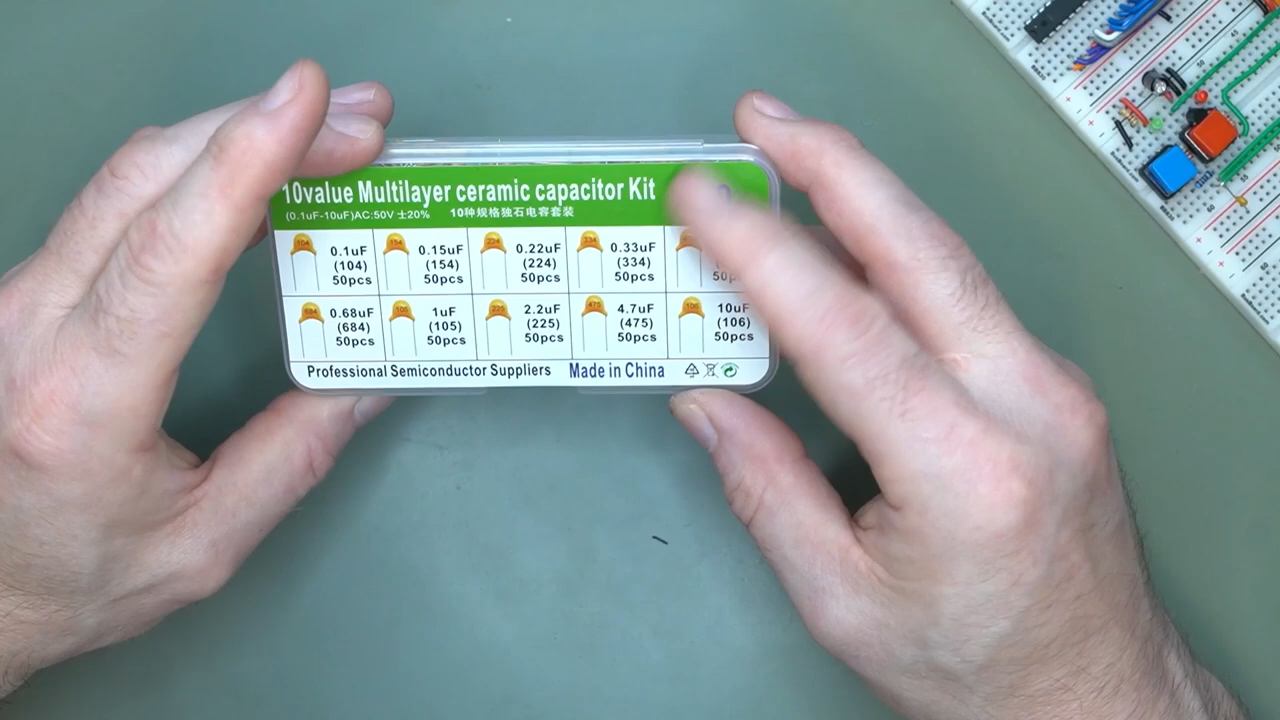 10value Multilayer ceramic capacitor Kit
(0.1uF-10uF)AC:50V ±20% 10种规格独石电容套装
104 0.1uF (104) 50pcs
154 0.15uF (154) 50pcs
224 0.22uF (224) 50pcs
334 0.33uF (334) 50pcs
684 0.68uF (684) 50pcs
105 1uF (105) 50pcs
225 2.2uF (225) 50pcs
475 4.7uF (475) 50pcs
106 10uF (106) 50pcs
Professional Semiconductor Suppliers Made in China